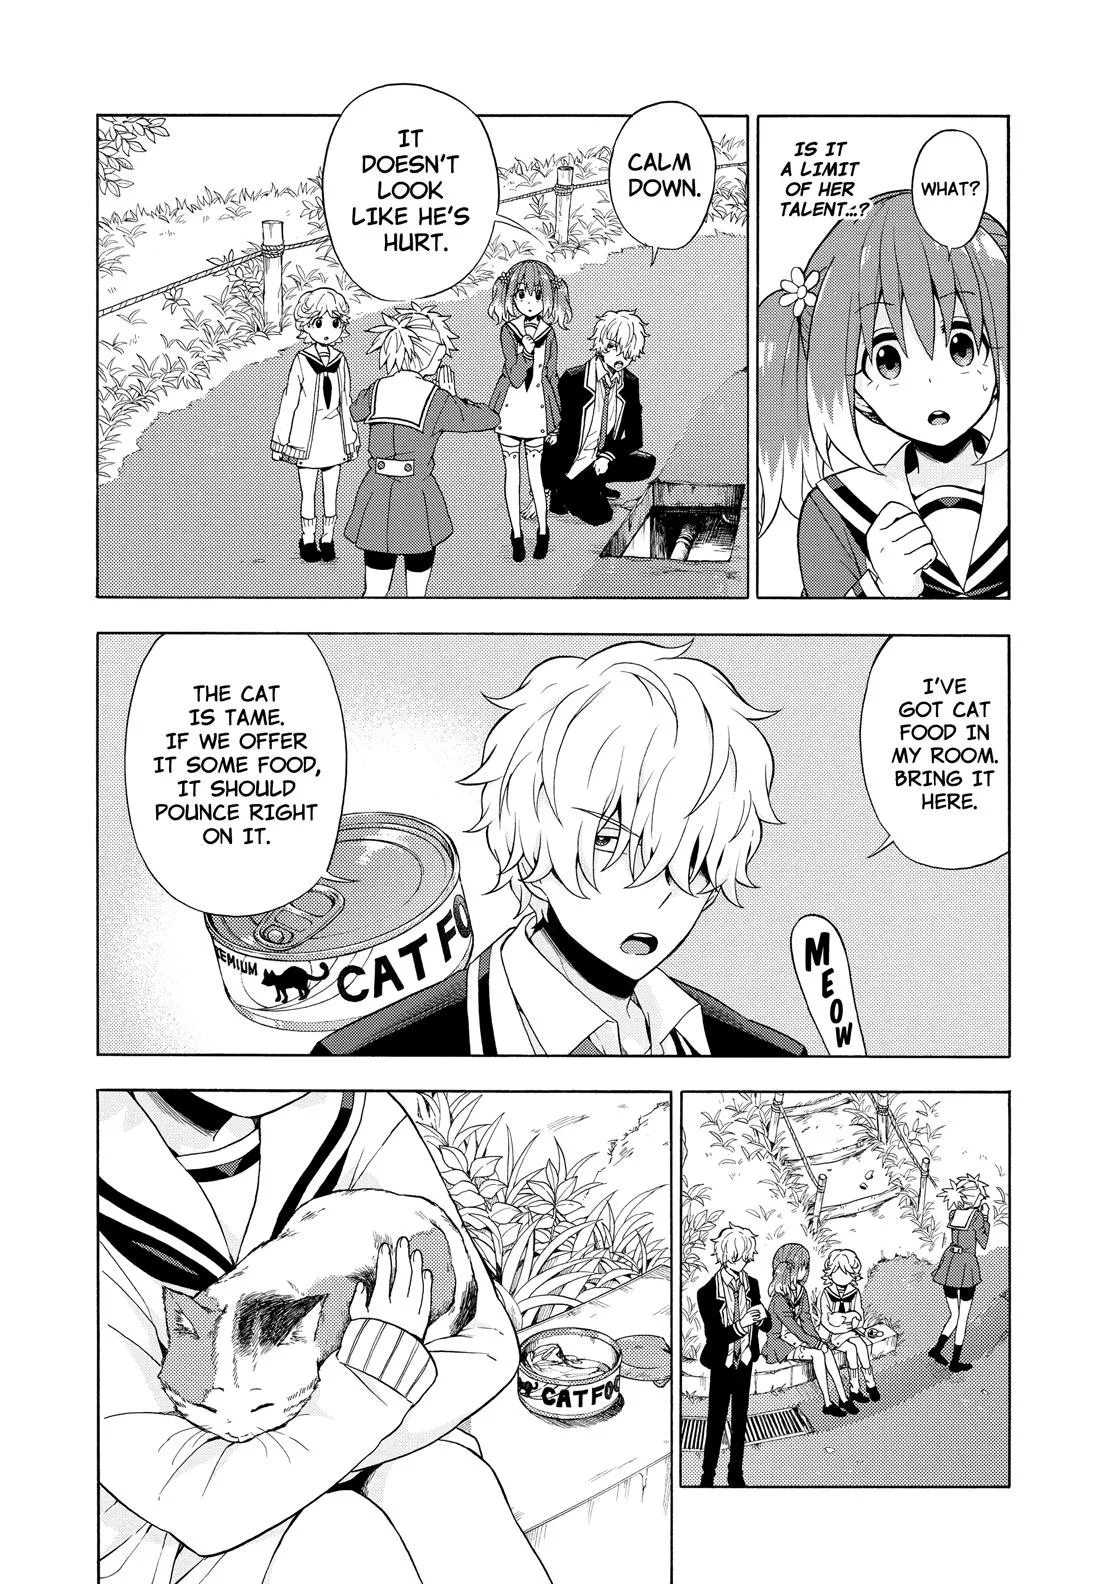 WHAT?
IS IT
A LIMIT
OF HER
TALENT...?
CALM
DOWN.
IT
DOESN'T
LOOK
LIKE HE'S
HURT.
I'VE
GOT CAT
FOOD IN
MY ROOM.
BRING IT
HERE.
THE CAT
IS TAME.
IF WE OFFER
IT SOME FOOD,
IT SHOULD
POUNCE RIGHT
ON IT.
PREMIUM
CAT FO
MEOW
CAT FOO